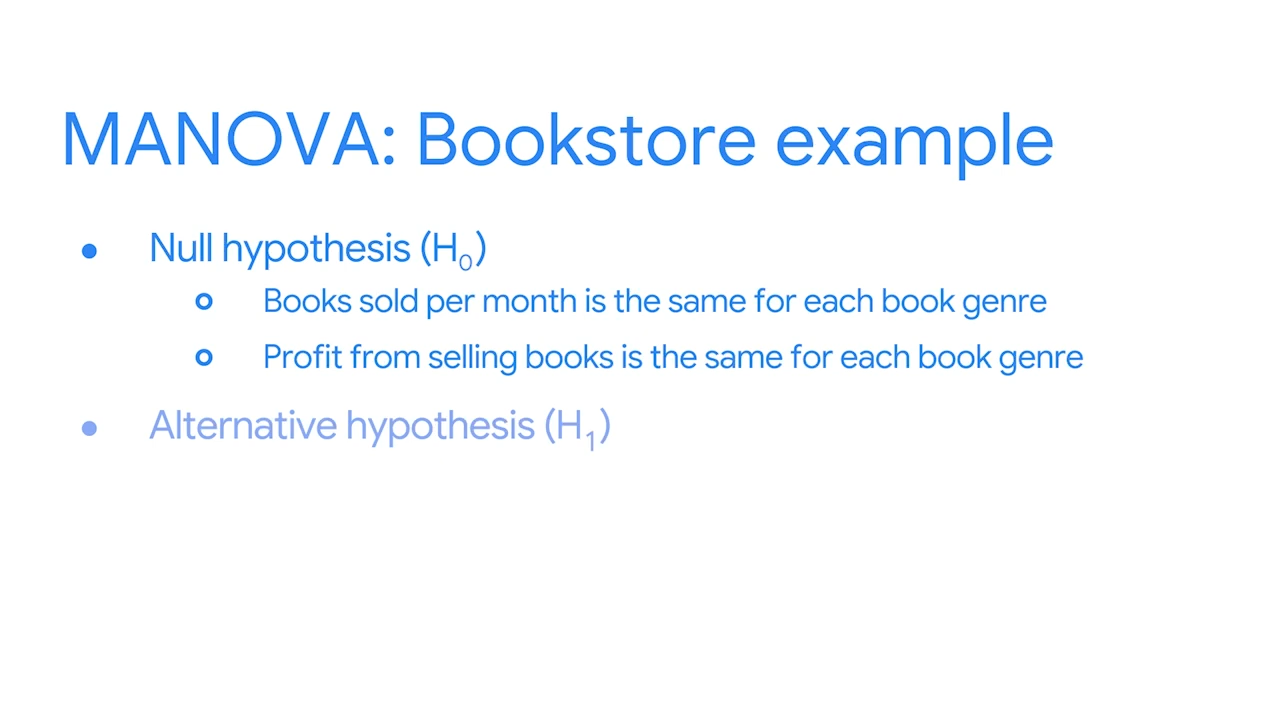 MANOVA: Bookstore example
● Null hypothesis (H₀)
○ Books sold per month is the same for each book genre
○ Profit from selling books is the same for each book genre
● Alternative hypothesis (H₁)